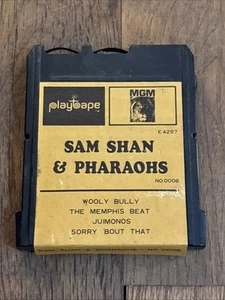 playtape
MGM
E 4297
SAM SHAN
& PHARAOHS
NO.0006
WOOLY BULLY
THE MEMPHIS BEAT
JUIMONOS
SORRY 'BOUT THAT